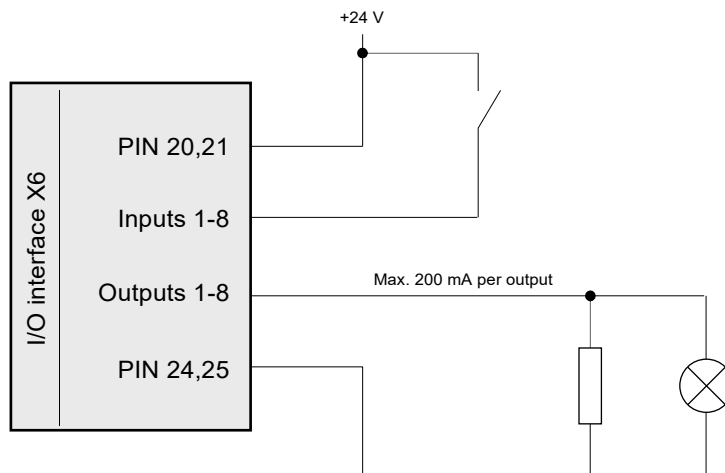 +24 V
I/O interface X6
PIN 20,21
Inputs 1-8
Outputs 1-8
Max. 200 mA per output
PIN 24,25